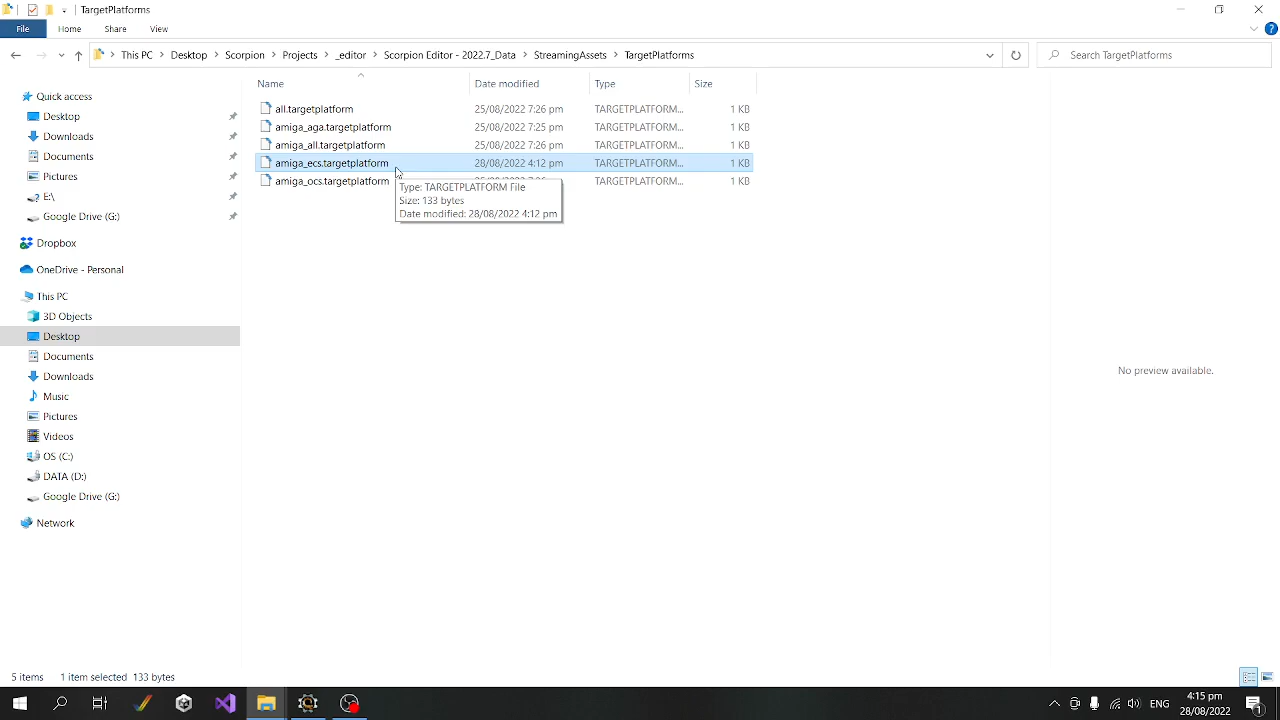 TargetPlatforms
File Home Share View
This PC Desktop Scorpion Projects _editor Scorpion Editor - 2022.7_Data StreamingAssets TargetPlatforms Search TargetPlatforms
Name Date modified Type Size
Quick access
Desktop
Downloads
Documents
Pictures
E:\
Google Drive (G:)
Dropbox
OneDrive - Personal
This PC
3D Objects
Desktop
Documents
Downloads
Music
Pictures
Videos
OS (C:)
DATA (D:)
Google Drive (G:)
Network
all.targetplatform 25/08/2022 7:26 pm TARGETPLATFORM... 1 KB
amiga_aga.targetplatform 25/08/2022 7:25 pm TARGETPLATFORM... 1 KB
amiga_all.targetplatform 25/08/2022 7:26 pm TARGETPLATFORM... 1 KB
amiga_ecs.targetplatform 28/08/2022 4:12 pm TARGETPLATFORM... 1 KB
amiga_ocs.targetplatform TARGETPLATFORM... 1 KB
Type: TARGETPLATFORM File
Size: 133 bytes
Date modified: 28/08/2022 4:12 pm
No preview available.
5 items 1 item selected 133 bytes
ENG 4:15 pm
28/08/2022